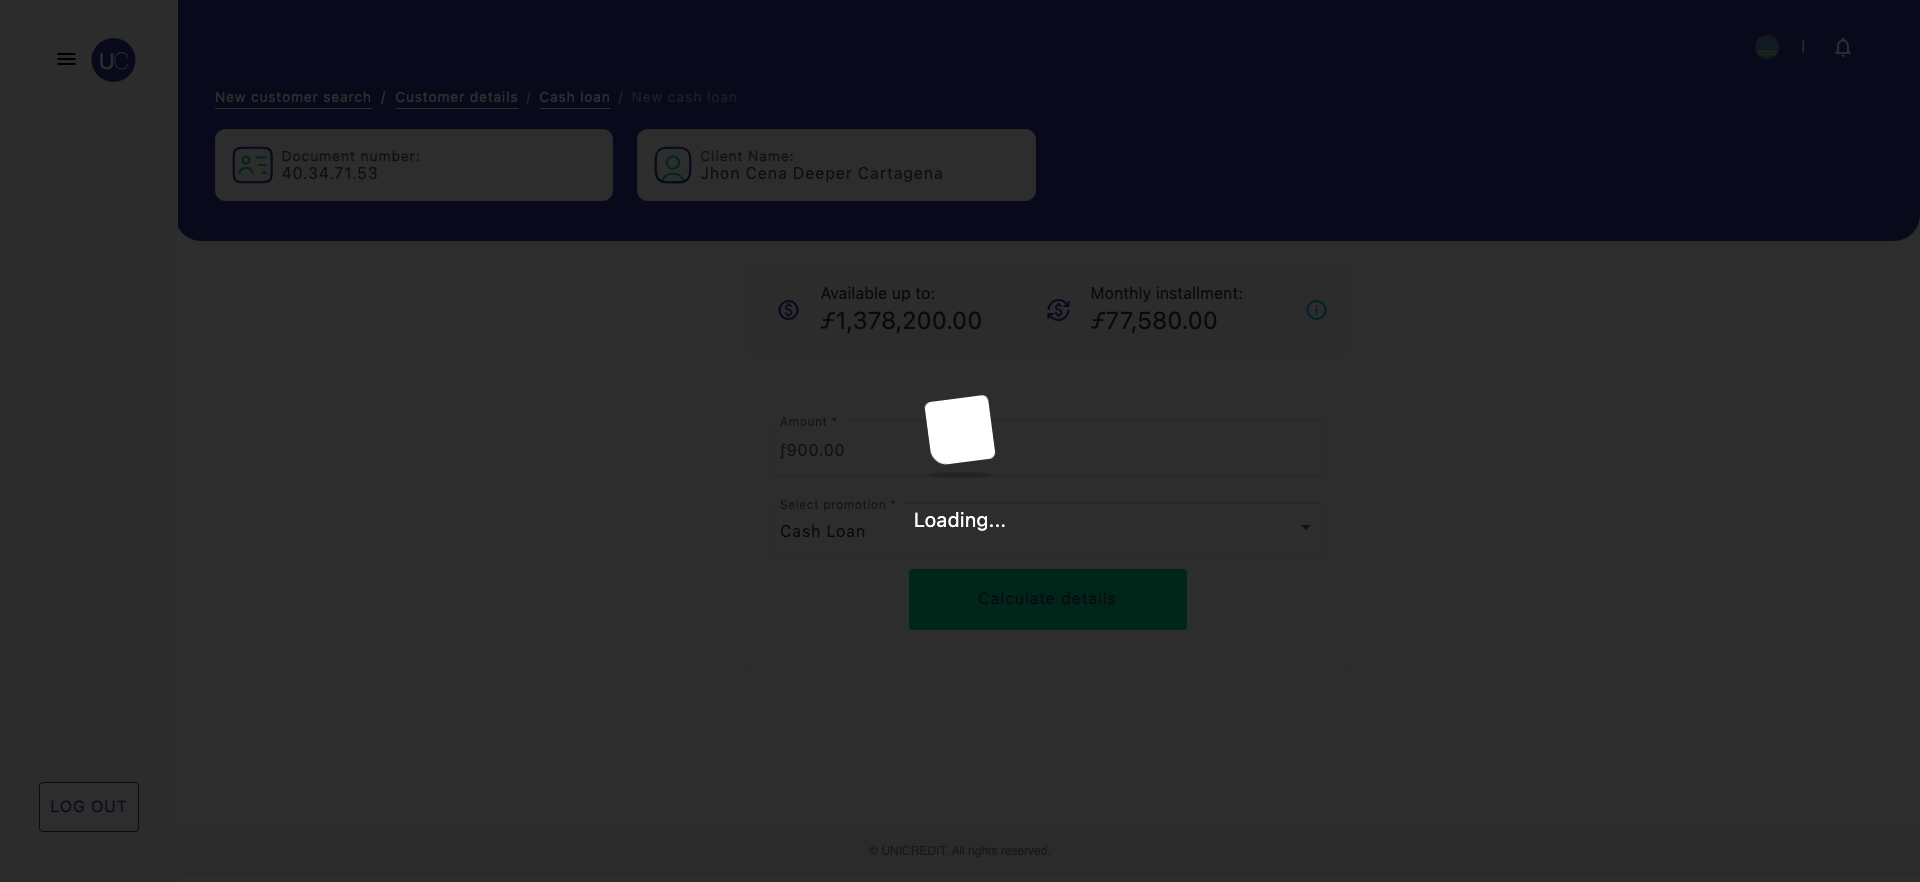 UC
New customer search / Customer details / Cash loan / New cash loan
Document number:
40.34.71.53
Client Name:
Jhon Cena Deeper Cartagena
Available up to:
ƒ1,378,200.00
Monthly installment:
ƒ77,580.00
Amount *
ƒ900.00
Select promotion *
Cash Loan
Loading...
Calculate details
LOG OUT
© UNICREDIT. All rights reserved.